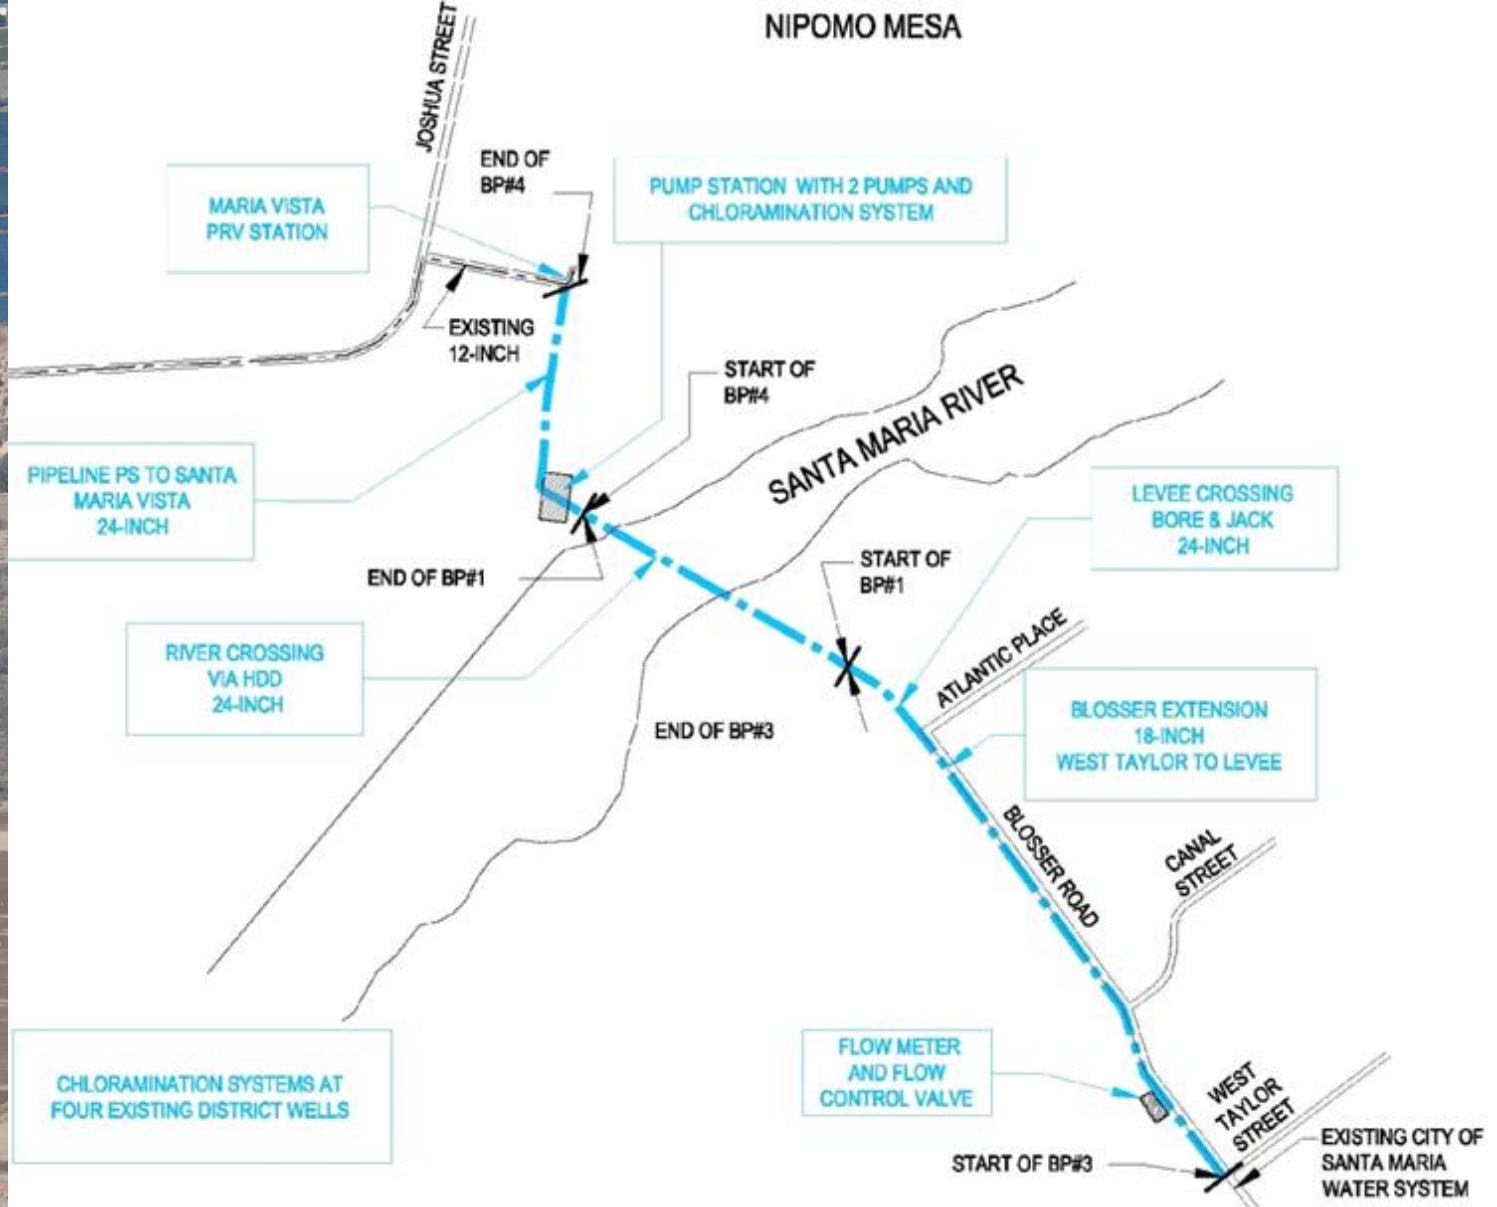 NIPOMO MESA
JOSHUA STREET
END OF
BP#4
MARIA VISTA
PRV STATION
PUMP STATION WITH 2 PUMPS AND
CHLORAMINATION SYSTEM
EXISTING
12-INCH
START OF
BP#4
SANTA MARIA RIVER
PIPELINE PS TO SANTA
MARIA VISTA
24-INCH
LEVEE CROSSING
BORE & JACK
24-INCH
END OF BP#1
START OF
BP#1
RIVER CROSSING
VIA HDD
24-INCH
ATLANTIC PLACE
END OF BP#3
BLOSSER EXTENSION
18-INCH
WEST TAYLOR TO LEVEE
BLOSSER ROAD
CANAL
STREET
CHLORAMINATION SYSTEMS AT
FOUR EXISTING DISTRICT WELLS
FLOW METER
AND FLOW
CONTROL VALVE
WEST
TAYLOR
STREET
START OF BP#3
EXISTING CITY OF
SANTA MARIA
WATER SYSTEM